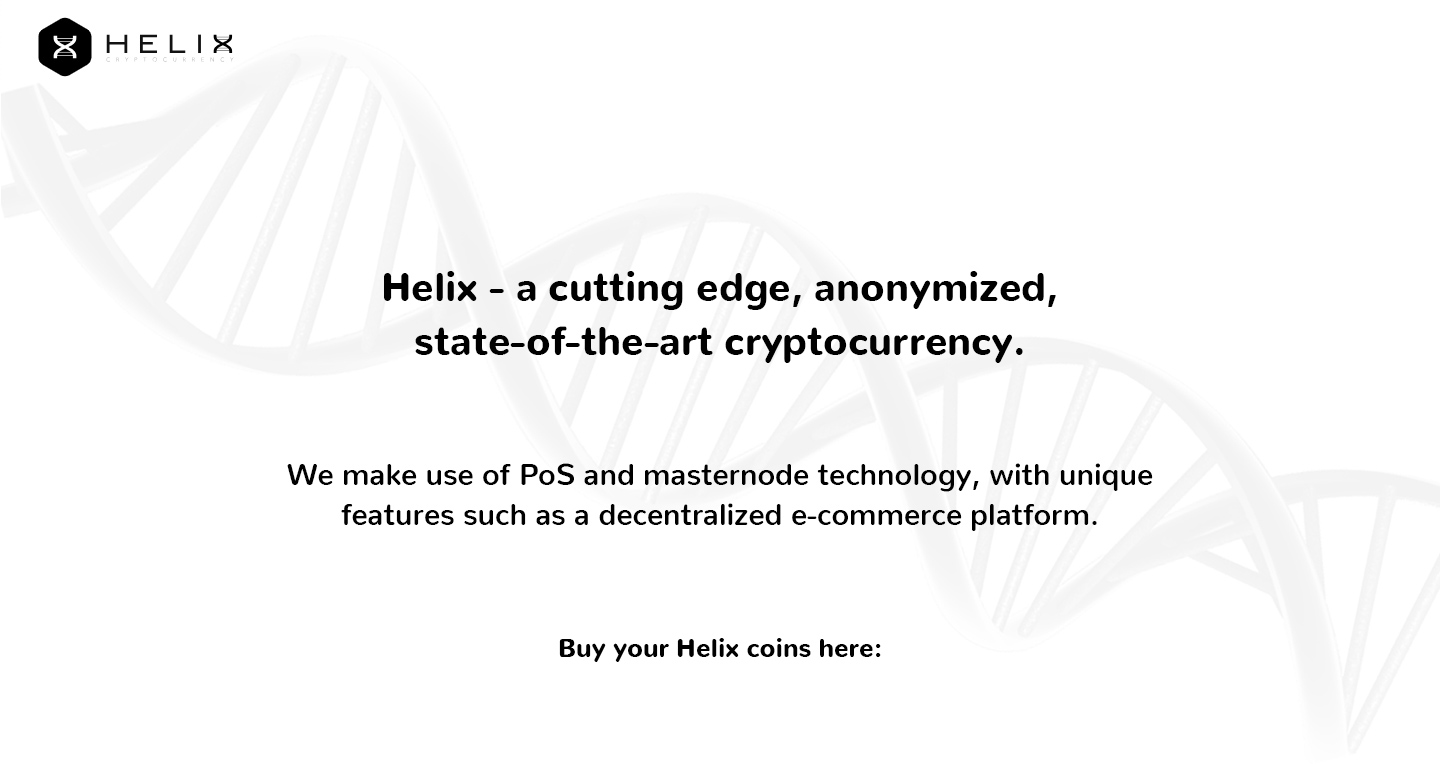 HELIX
CRYPTOCURRENCY
Helix - a cutting edge, anonymized,
state-of-the-art cryptocurrency.
We make use of PoS and masternode technology, with unique
features such as a decentralized e-commerce platform.
Buy your Helix coins here: